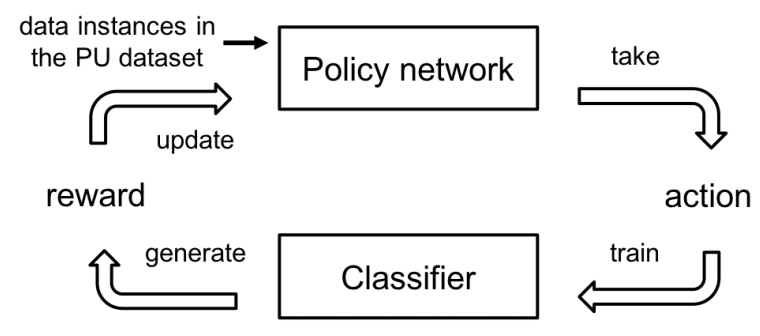 data instances in
the PU dataset
Policy network
take
update
reward
action
generate
Classifier
train